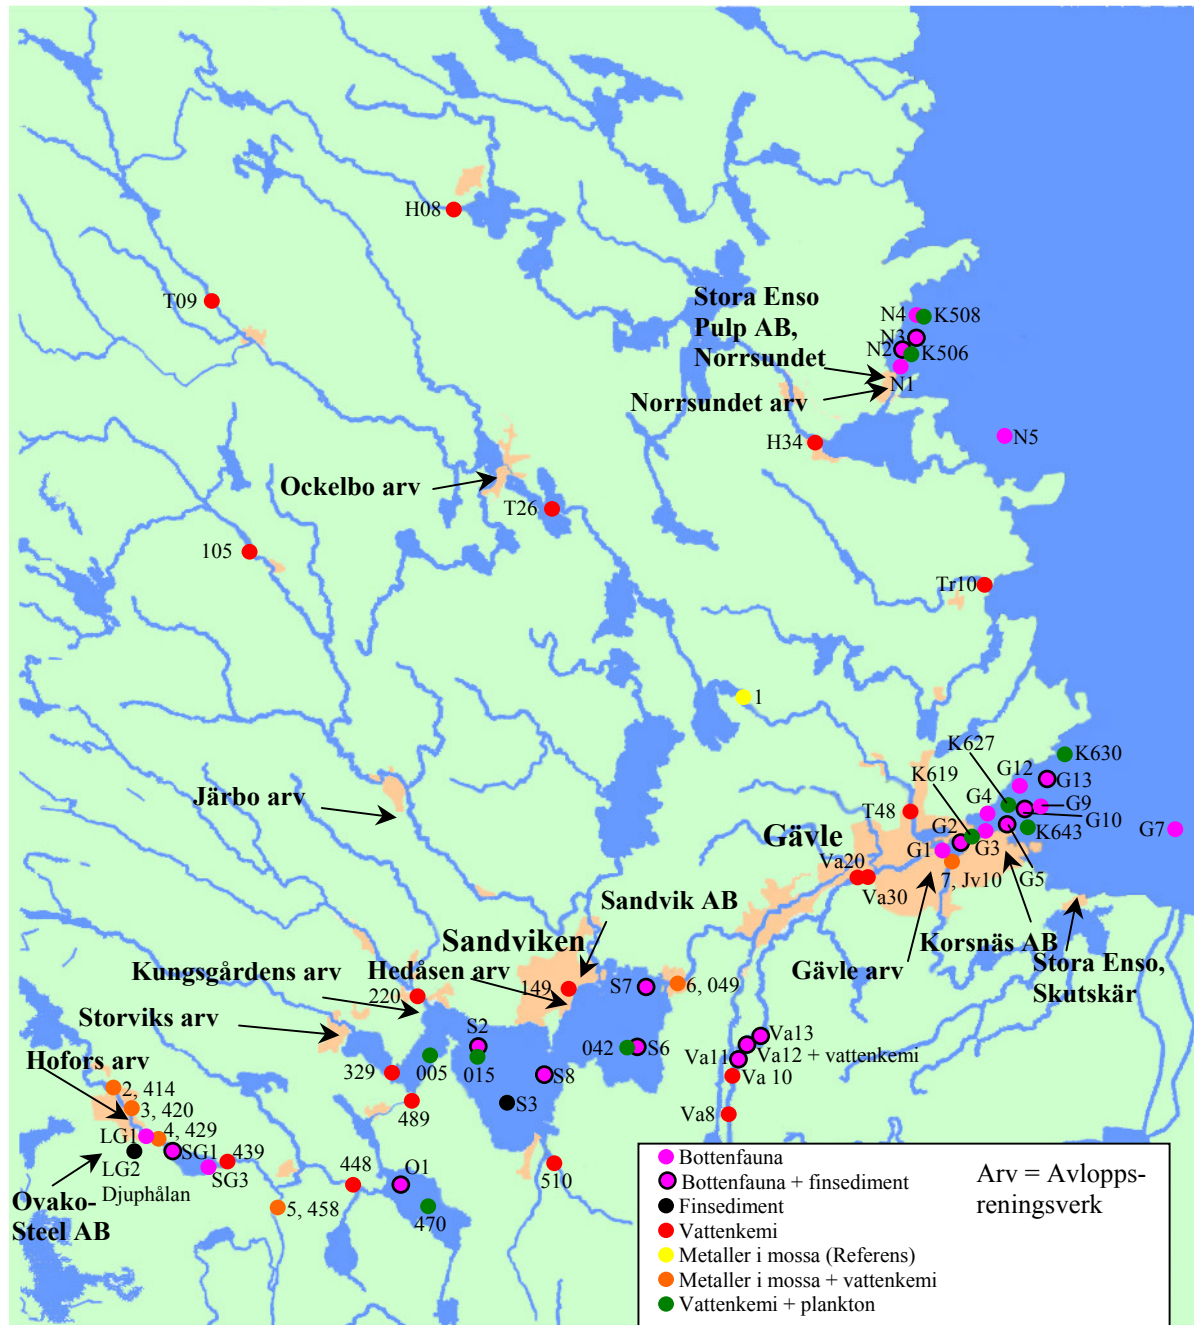 H08
T09
Stora Enso
Pulp AB,
Norrsundet
N4
K508
N3
N2
K506
N1
Norrsundet arv
N5
H34
Ockelbo arv
T26
105
Tr10
1
K627
K630
K619
G12
G13
Järbo arv
G4
G9
T48
G10
Gävle
G2
K643
G7
G1
G3
Va20
G5
Va30
7, Jv10
Sandvik AB
Korsnäs AB
Sandviken
Gävle arv
Stora Enso,
Skutskär
Kungsgårdens arv
Hedåsen arv
149
S7
6, 049
220
Storviks arv
S2
Va13
042
S6
Va12 + vattenkemi
Va11
Hofors arv
005
015
S8
Va 10
329
2, 414
S3
3, 420
489
Va8
4, 429
LG1
SG1
439
LG2
SG3
448
O1
510
Djuphålan
Ovako-
Steel AB
5, 458
470
Bottenfauna
Bottenfauna + finsediment
Finsediment
Vattenkemi
Metaller i mossa (Referens)
Metaller i mossa + vattenkemi
Vattenkemi + plankton
Arv = Avlopps-
reningsverk